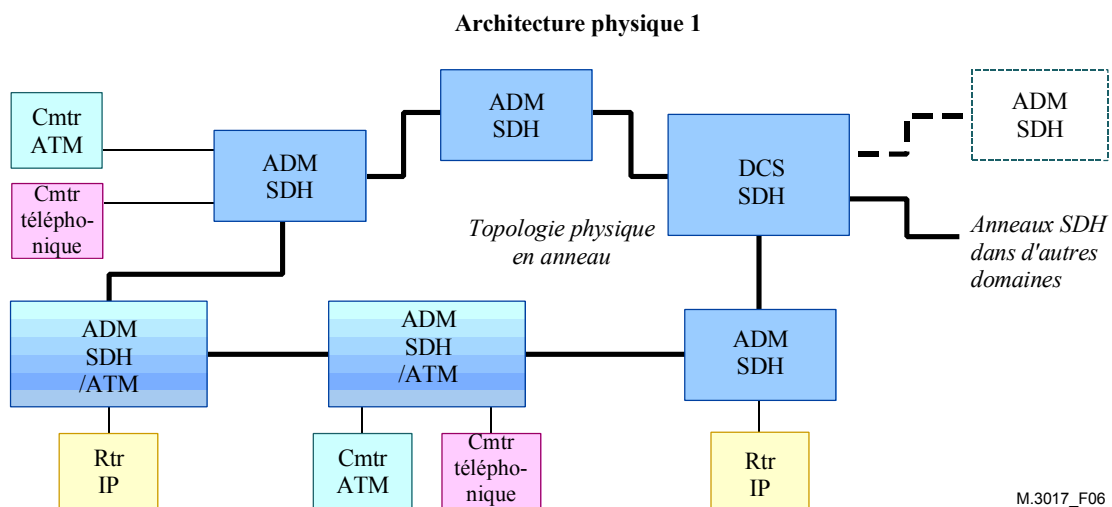 Architecture physique 1
Cmtr
ATM
Cmtr
télépho-
nique
ADM
SDH
ADM
SDH
DCS
SDH
ADM
SDH
Topologie physique
en anneau
Anneaux SDH
dans d'autres
domaines
ADM
SDH
/ATM
ADM
SDH
/ATM
ADM
SDH
Rtr
IP
Cmtr
ATM
Cmtr
télépho-
nique
Rtr
IP
M.3017_F06